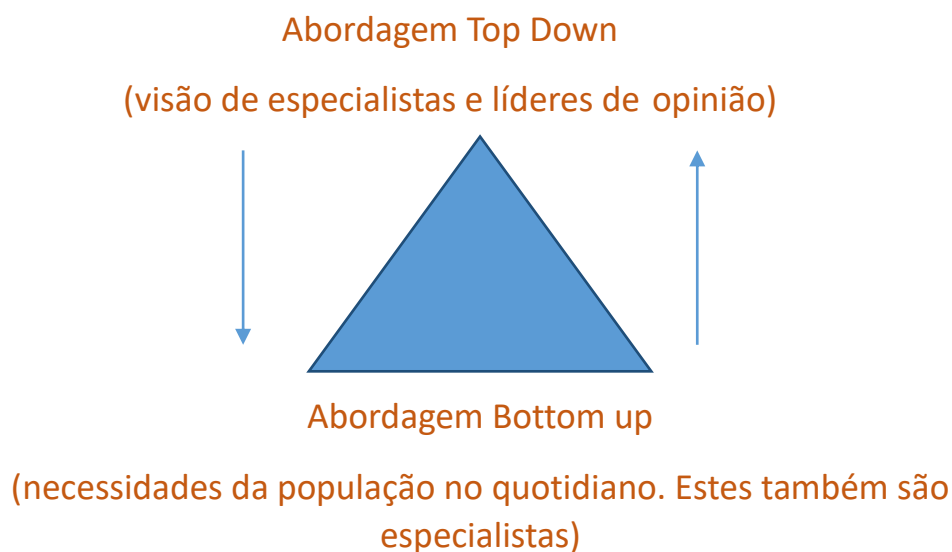 Abordagem Top Down
(visão de especialistas e líderes de opinião)
Abordagem Bottom up
(necessidades da população no quotidiano. Estes também são
especialistas)